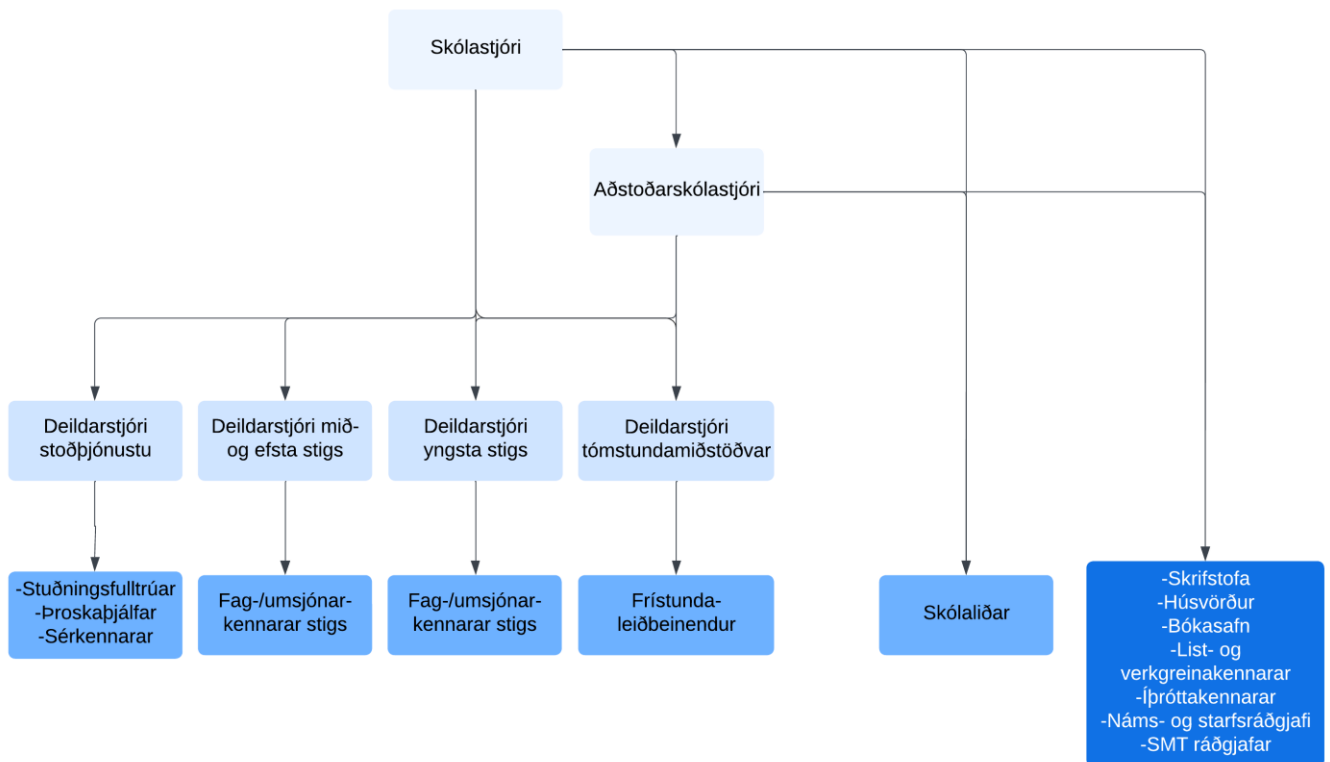 Skólastjóri
Aðstoðarskólastjóri
Deildarstjóri
stoðþjónustu
Deildarstjóri mið-
og efsta stigs
Deildarstjóri
yngsta stigs
Deildarstjóri
tómstundamiðstöðvar
-Stuðningsfulltrúar
-Þroskaþjálfar
-Sérkennarar
Fag-/umsjónar-
kennarar stigs
Fag-/umsjónar-
kennarar stigs
Frístunda-
leiðbeinendur
Skólaliðar
-Skrifstofa
-Húsvörður
-Bókasafn
-List- og
verkgreinakennarar
-Íþróttakennarar
-Náms- og starfsráðgjafi
-SMT ráðgjafar